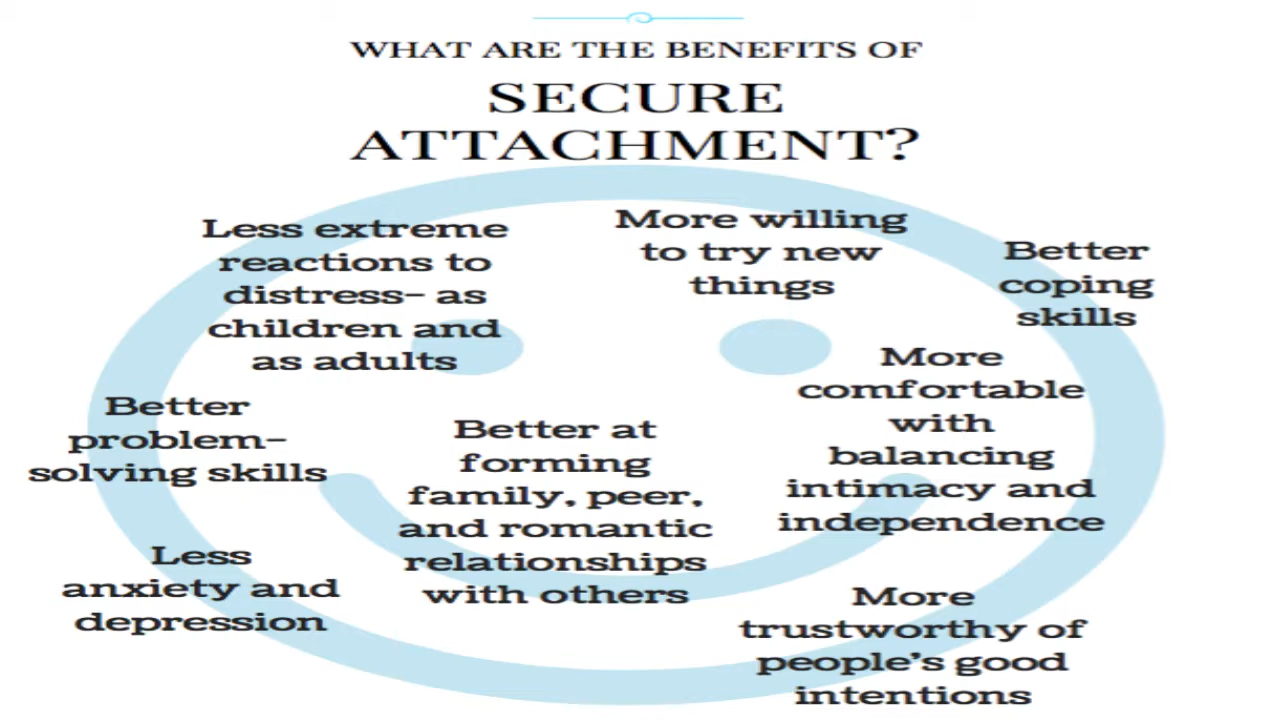 WHAT ARE THE BENEFITS OF
SECURE
ATTACHMENT?
Less extreme
reactions to
distress- as
children and
as adults
More willing
to try new
things
Better
coping
skills
Better
problem-
solving skills
Better at
forming
family, peer,
and romantic
relationships
with others
More
comfortable
with
balancing
intimacy and
independence
Less
anxiety and
depression
More
trustworthy of
people's good
intentions